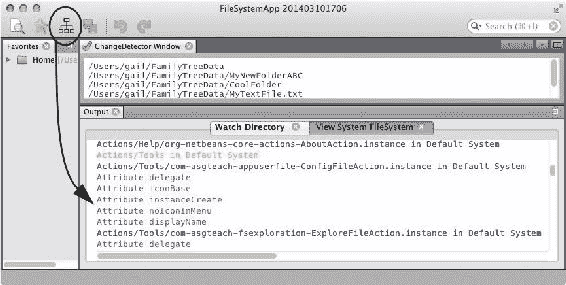 FileSystemApp 201403101706
Search (⌘+I)
Favorites
ChangeDetector Window
Home
/Users/gail/FamilyTreeData
/Users/gail/FamilyTreeData/MyNewFolderABC
/Users/gail/FamilyTreeData/CoolFolder
/Users/gail/FamilyTreeData/MyTextFile.txt
Output
Watch Directory
View System FileSystem
Actions/Help/org-netbeans-core-actions-AboutAction.instance in Default System
Actions/Tools in Default System
Actions/Tools/com-asgteach-appuserfile-ConfigFileAction.instance in Default System
Attribute delegate
Attribute iconBase
Attribute instanceCreate
Attribute noIconInMenu
Attribute displayName
Actions/Tools/com-asgteach-fsexploration-ExploreFileAction.instance in Default System
Attribute delegate